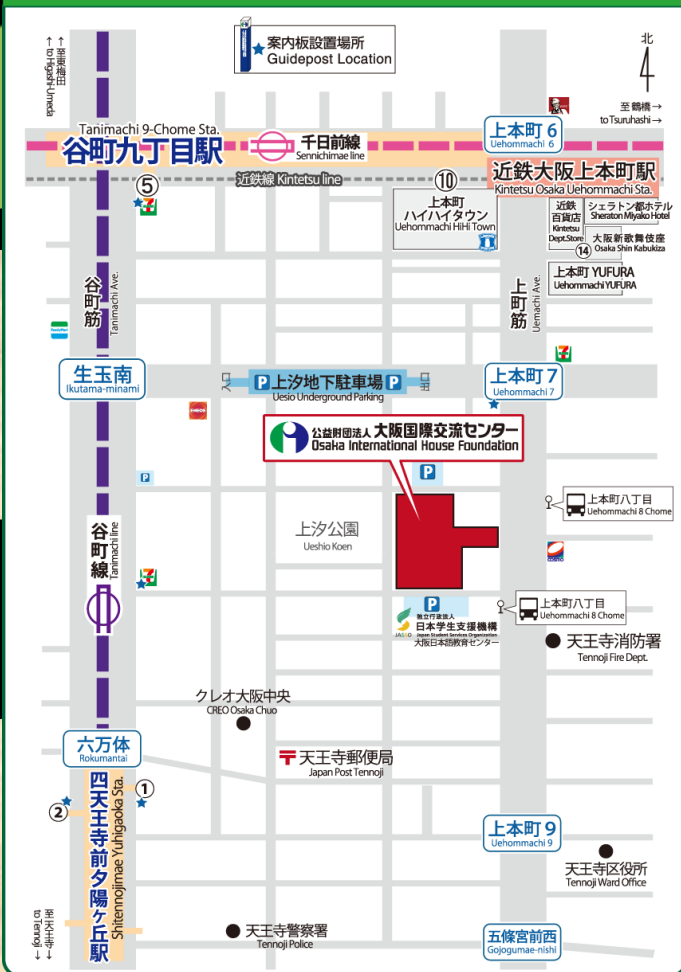 ←至東梅田
← to Higashi-Umeda
案内板設置場所
Guidepost Location
北
至 鶴橋 →
to Tsuruhashi →
Tanimachi 9-Chome Sta.
谷町九丁目駅
千日前線
Sennichimae line
上本町 6
Uehommachi 6
近鉄線 Kintetsu line
近鉄大阪上本町駅
Kintetsu Osaka Uehommachi Sta.
⑤
⑩
上本町
ハイハイタウン
Uehommachi HiHi Town
近鉄
百貨店
Kintetsu
Dept.Store
シェラトン都ホテル
Sheraton Miyako Hotel
大阪新歌舞伎座
Osaka Shin Kabukiza
⑭
上本町 YUFURA
Uehommachi YUFURA
谷町筋
Tanimachi Ave.
上町筋
Uemachi Ave.
FamilyMart
生玉南
Ikutama-minami
入口
P 上汐地下駐車場 P
出口
Uesio Underground Parking
上本町 7
Uehommachi 7
ENEOS
公益財団法人 大阪国際交流センター
Osaka International House Foundation
P
P
上本町八丁目
Uehommachi 8 Chome
谷町線
Tanimachi line
上汐公園
Ueshio Koen
COSMO
P
独立行政法人
日本学生支援機構
JASSO Japan Student Services Organization
大阪日本語教育センター
上本町八丁目
Uehommachi 8 Chome
天王寺消防署
Tennoji Fire Dept.
クレオ大阪中央
CREO Osaka Chuo
六万体
Rokumantai
天王寺郵便局
Japan Post Tennoji
四天王寺前夕陽ヶ丘駅
Shitennojimae Yuhigaoka Sta.
①
②
上本町 9
Uehommachi 9
天王寺区役所
Tennoji Ward Office
至天王寺→
to Tennoji →
天王寺警察署
Tennoji Police
五條宮前西
Gojogumae-nishi